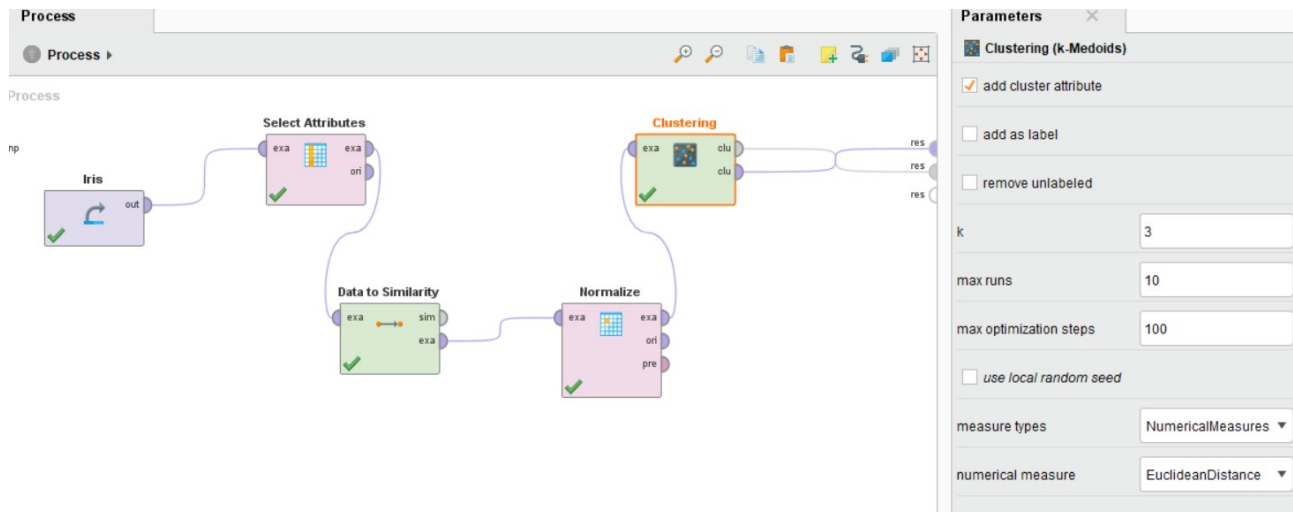 Process
Process
Process
np
Iris
out
Select Attributes
exa
exa
ori
Data to Similarity
exa
sim
exa
Normalize
exa
exa
ori
pre
Clustering
exa
clu
clu
res
res
res
Parameters
Clustering (k-Medoids)
add cluster attribute
add as label
remove unlabeled
k 3
max runs 10
max optimization steps 100
use local random seed
measure types NumericalMeasures
numerical measure EuclideanDistance